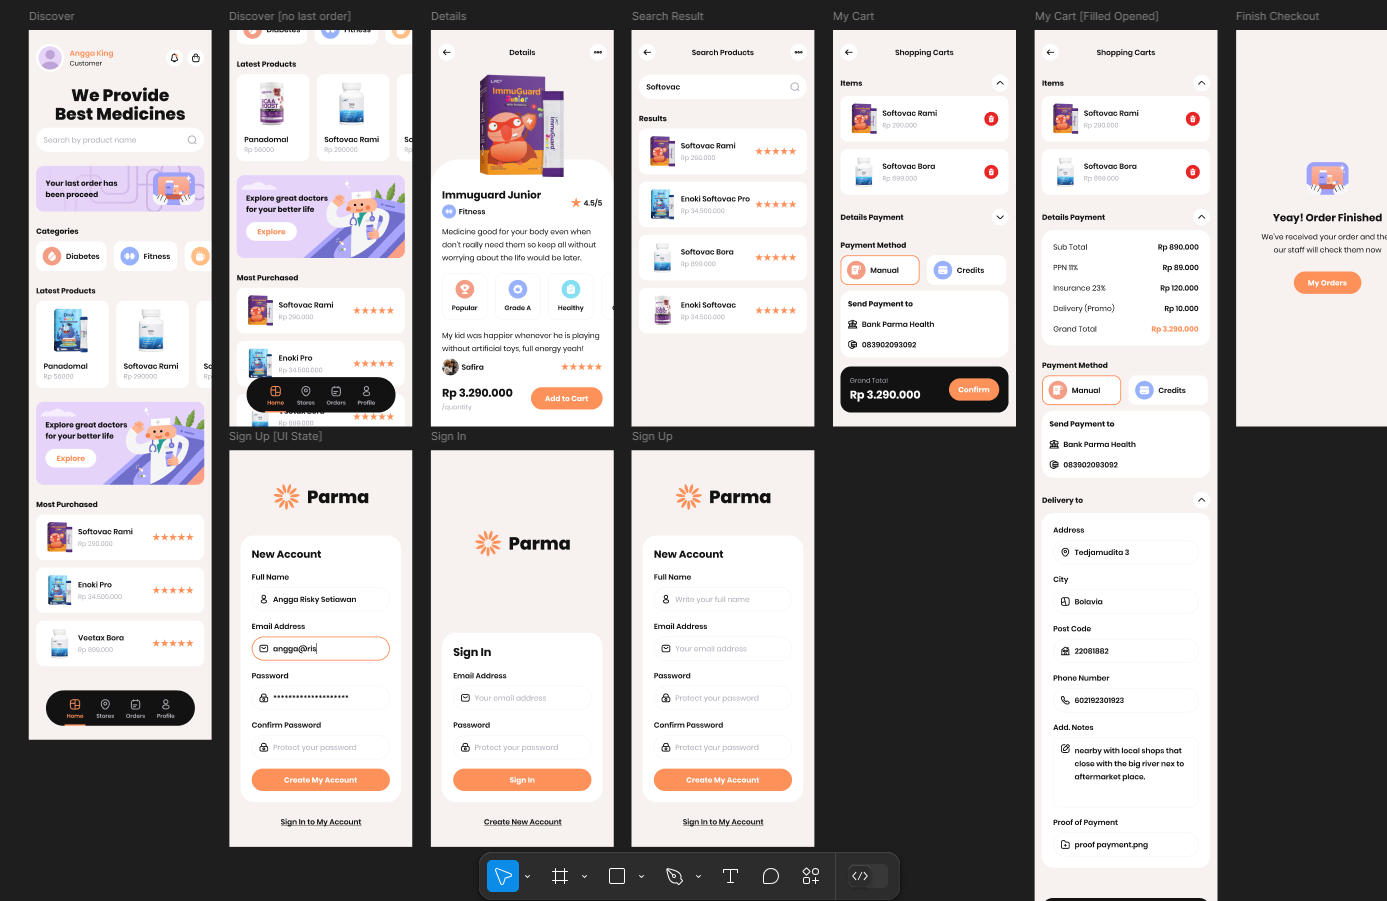 Discover
Angga King
Customer
We Provide
Best Medicines
Search by product name
Your last order has
been proceed
Categories
Diabetes
Fitness
Latest Products
Panadomal
Rp 56000
Softovac Rami
Rp 290000
Sc
Explore great doctors
for your better life
Explore
Most Purchased
Softovac Rami
Rp 290.000
Enoki Pro
Rp 34.500.000
Veetax Bora
Rp 899.000
Home
Stores
Orders
Profile
Discover [no last order]
Diabetes
Fitness
Latest Products
Panadomal
Rp 56000
Softovac Rami
Rp 290000
Explore great doctors
for your better life
Explore
Most Purchased
Softovac Rami
Rp 290.000
Enoki Pro
Rp 34.500.000
Home
Stores
Orders
Profile
Details
Details
ImmuGuard
Junior
Immuguard Junior
Fitness
4.5/5
Medicine good for your body even when
don't really need them so keep all without
worrying about the life would be later.
Popular
Grade A
Healthy
My kid was happier whenever he is playing
without artificial toys, full energy yeah!
Safira
Rp 3.290.000
/quantity
Add to Cart
Search Result
Search Products
Softovac
Results
Softovac Rami
Rp 290.000
Enoki Softovac Pro
Rp 34.500.000
Softovac Bora
Rp 899.000
Enoki Softovac
Rp 34.500.000
My Cart
Shopping Carts
Items
Softovac Rami
Rp 290.000
Softovac Bora
Rp 899.000
Details Payment
Payment Method
Manual
Credits
Send Payment to
Bank Parma Health
083902093092
Grand Total
Rp 3.290.000
Confirm
My Cart [Filled Opened]
Shopping Carts
Items
Softovac Rami
Rp 290.000
Softovac Bora
Rp 899.000
Details Payment
Sub Total
Rp 890.000
PPN 11%
Rp 89.000
Insurance 23%
Rp 120.000
Delivery (Promo)
Rp 10.000
Grand Total
Rp 3.290.000
Payment Method
Manual
Credits
Send Payment to
Bank Parma Health
083902093092
Delivery to
Address
Tedjamudita 3
City
Bolavia
Post Code
22081882
Phone Number
602192301923
Add. Notes
nearby with local shops that
close with the big river nex to
aftermarket place.
Proof of Payment
proof payment.png
Finish Checkout
Yeay! Order Finished
We've received your order and the
our staff will check them now
My Orders
Sign Up [UI State]
Parma
New Account
Full Name
Angga Risky Setiawan
Email Address
angga@ris
Password
Confirm Password
Protect your password
Create My Account
Sign In to My Account
Sign In
Parma
Sign In
Email Address
Your email address
Password
Protect your password
Sign In
Create New Account
Sign Up
Parma
New Account
Full Name
Write your full name
Email Address
Your email address
Password
Protect your password
Confirm Password
Protect your password
Create My Account
Sign In to My Account